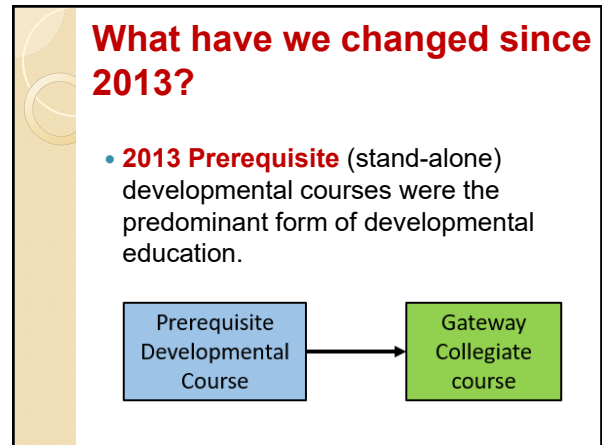 What have we changed since
2013?
• 2013 Prerequisite (stand-alone)
developmental courses were the
predominant form of developmental
education.
Prerequisite
Developmental
Course
Gateway
Collegiate
course